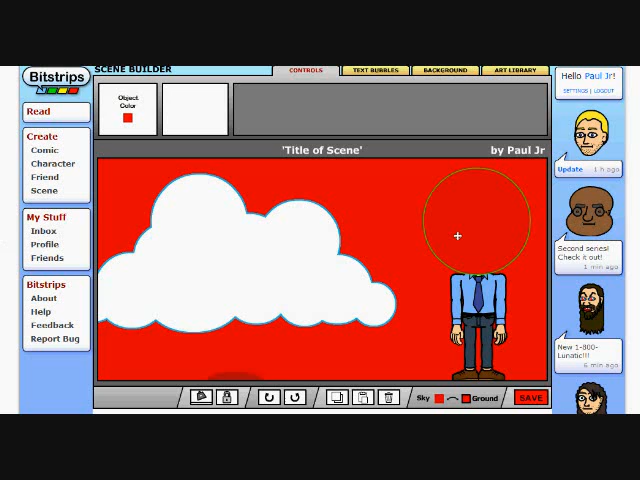 Bitstrips
SCENE BUILDER
CONTROLS
TEXT BUBBLES
BACKGROUND
ART LIBRARY
Hello Paul Jr!
SETTINGS | LOGOUT
Read
Create
Comic
Character
Friend
Scene
My Stuff
Inbox
Profile
Friends
Bitstrips
About
Help
Feedback
Report Bug
Object
Color
'Title of Scene'
by Paul Jr
Update 1 h ago
Second series!
Check it out!
1 min ago
New 1-800-
Lunatic!!!
6 min ago
Sky
Ground
SAVE